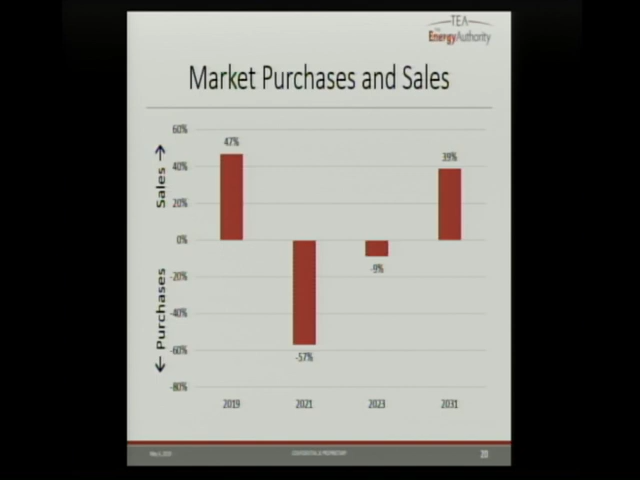 TEA
The EnergyAuthority
Market Purchases and Sales
60%
40%
20%
0%
-20%
-40%
-60%
-80%
Sales →
← Purchases
47%
-57%
-9%
39%
2019
2021
2023
2031
CONFIDENTIAL & PROPRIETARY
20